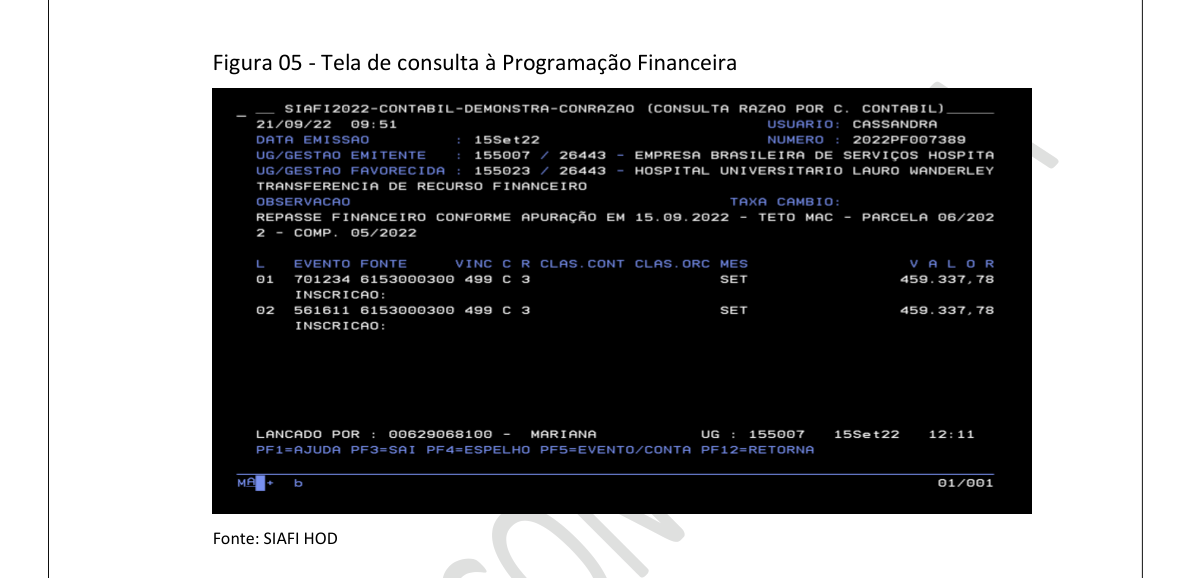 Figura 05 - Tela de consulta à Programação Financeira
_ __ SIAFI2022-CONTABIL-DEMONSTRA-CONRAZAO (CONSULTA RAZAO POR C. CONTABIL)_____
21/09/22 09:51 USUARIO: CASSANDRA
DATA EMISSAO : 15Set22 NUMERO : 2022PF007389
UG/GESTAO EMITENTE : 155007 / 26443 - EMPRESA BRASILEIRA DE SERVIÇOS HOSPITA
UG/GESTAO FAVORECIDA : 155023 / 26443 - HOSPITAL UNIVERSITARIO LAURO WANDERLEY
TRANSFERENCIA DE RECURSO FINANCEIRO
OBSERVACAO TAXA CAMBIO:
REPASSE FINANCEIRO CONFORME APURAÇÃO EM 15.09.2022 - TETO MAC - PARCELA 06/202
2 - COMP. 05/2022
L EVENTO FONTE VINC C R CLAS.CONT CLAS.ORC MES V A L O R
01 701234 6153000300 499 C 3 SET 459.337,78
INSCRICAO:
02 561611 6153000300 499 C 3 SET 459.337,78
INSCRICAO:
LANCADO POR : 00629068100 - MARIANA UG : 155007 15Set22 12:11
PF1=AJUDA PF3=SAI PF4=ESPELHO PF5=EVENTO/CONTA PF12=RETORNA
MA + b 01/001
Fonte: SIAFI HOD